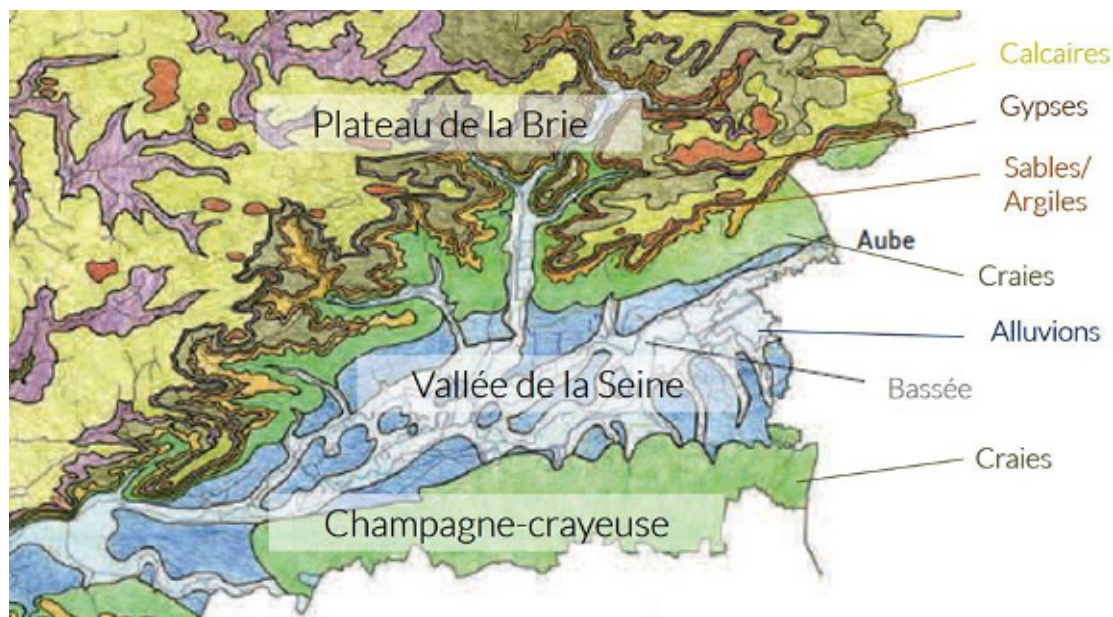 Calcaires
Plateau de la Brie
Gypses
Sables/
Argiles
Aube
Craies
Alluvions
Vallée de la Seine
Bassée
Craies
Champagne-crayeuse